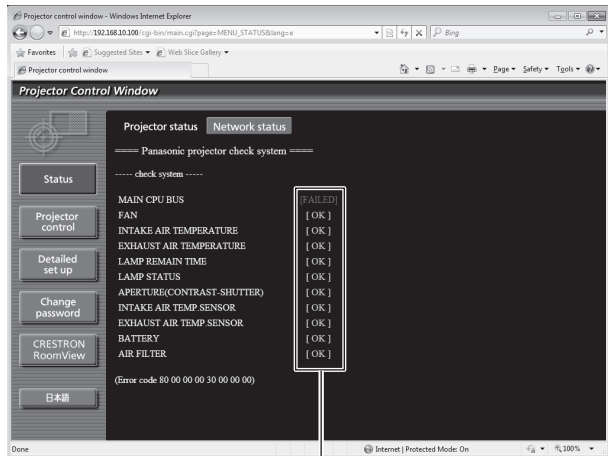 Projector control window - Windows Internet Explorer
http://192.168.10.100/cgi-bin/main.cgi?page=MENU_STATUS&lang=e
Bing
Favorites
Suggested Sites
Web Slice Gallery
Projector control window
Page
Safety
Tools
Projector Control Window
Projector status
Network status
==== Panasonic projector check system ====
----- check system -----
MAIN CPU BUS [FAILED]
FAN [ OK ]
INTAKE AIR TEMPERATURE [ OK ]
EXHAUST AIR TEMPERATURE [ OK ]
LAMP REMAIN TIME [ OK ]
LAMP STATUS [ OK ]
APERTURE(CONTRAST-SHUTTER) [ OK ]
INTAKE AIR TEMP.SENSOR [ OK ]
EXHAUST AIR TEMP.SENSOR [ OK ]
BATTERY [ OK ]
AIR FILTER [ OK ]
(Error code 80 00 00 00 30 00 00 00)
Status
Projector
control
Detailed
set up
Change
password
CRESTRON
RoomView
日本語
Done
Internet | Protected Mode: On
100%